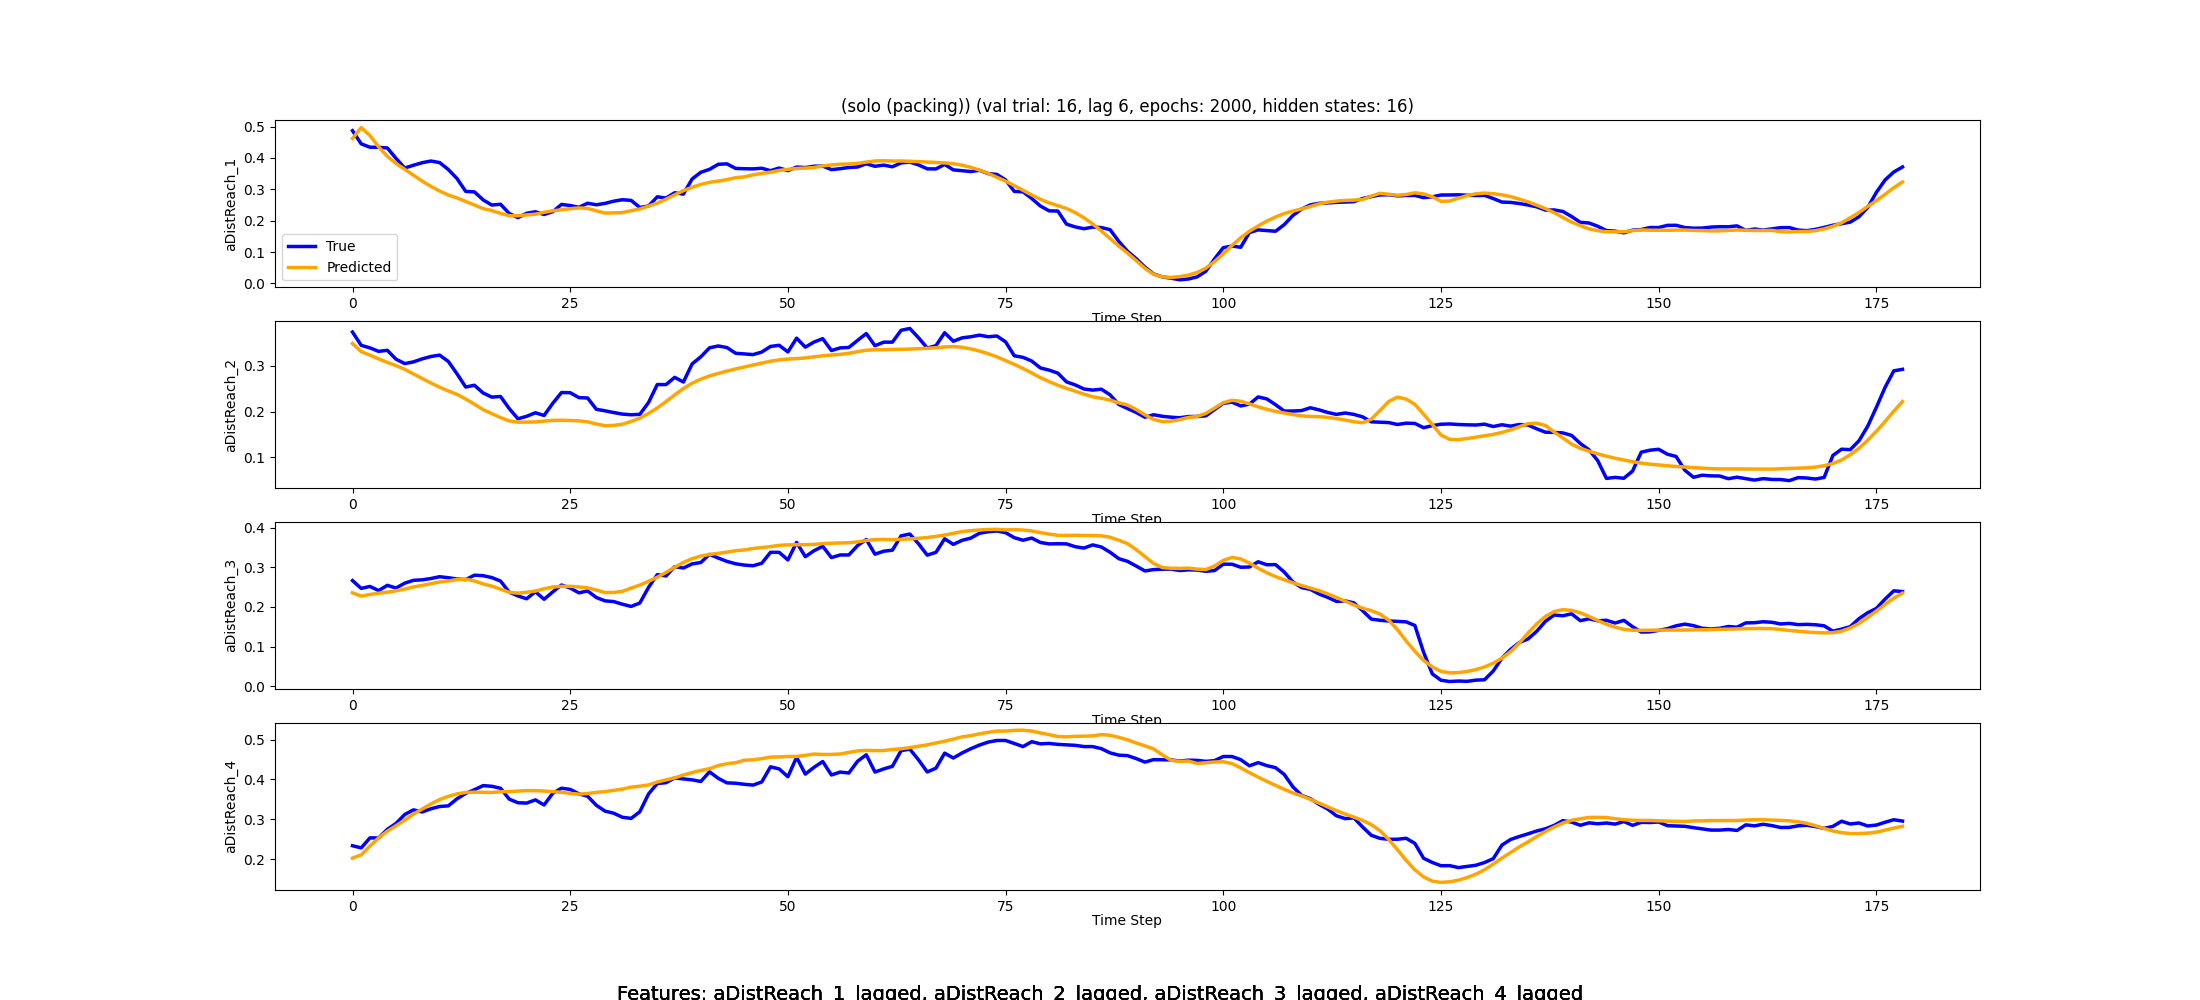 (solo (packing)) (val trial: 16, lag 6, epochs: 2000, hidden states: 16)
aDistReach_1
0.5
0.4
0.3
0.2
0.1
0.0
True
Predicted
0 25 50 75 100 125 150 175
Time Step
aDistReach_2
0.3
0.2
0.1
0 25 50 75 100 125 150 175
Time Step
aDistReach_3
0.4
0.3
0.2
0.1
0.0
0 25 50 75 100 125 150 175
Time Step
aDistReach_4
0.5
0.4
0.3
0.2
0 25 50 75 100 125 150 175
Time Step
Features: aDistReach_1_lagged, aDistReach_2_lagged, aDistReach_3_lagged, aDistReach_4_lagged